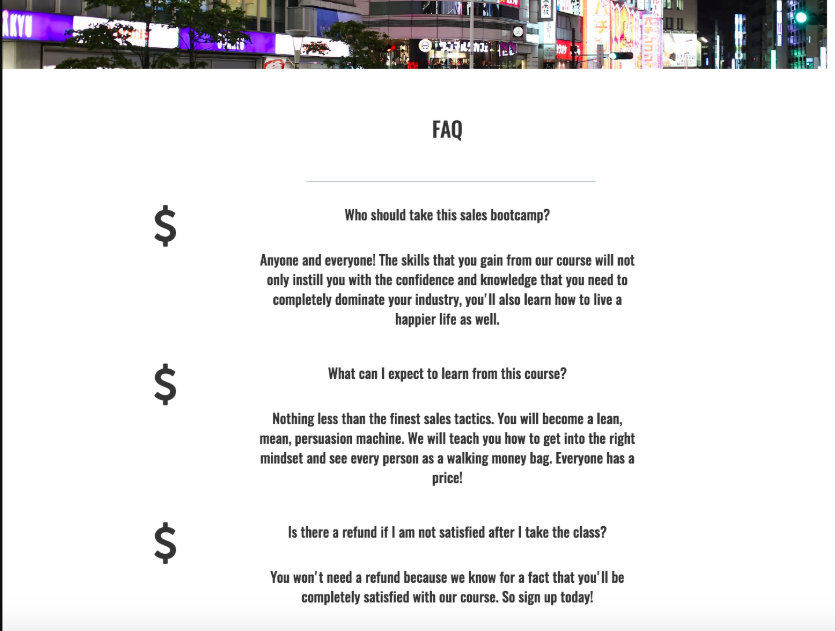 FAQ
Who should take this sales bootcamp?
Anyone and everyone! The skills that you gain from our course will not
only instill you with the confidence and knowledge that you need to
completely dominate your industry, you'll also learn how to live a
happier life as well.
What can I expect to learn from this course?
Nothing less than the finest sales tactics. You will become a lean,
mean, persuasion machine. We will teach you how to get into the right
mindset and see every person as a walking money bag. Everyone has a
price!
Is there a refund if I am not satisfied after I take the class?
You won't need a refund because we know for a fact that you'll be
completely satisfied with our course. So sign up today!